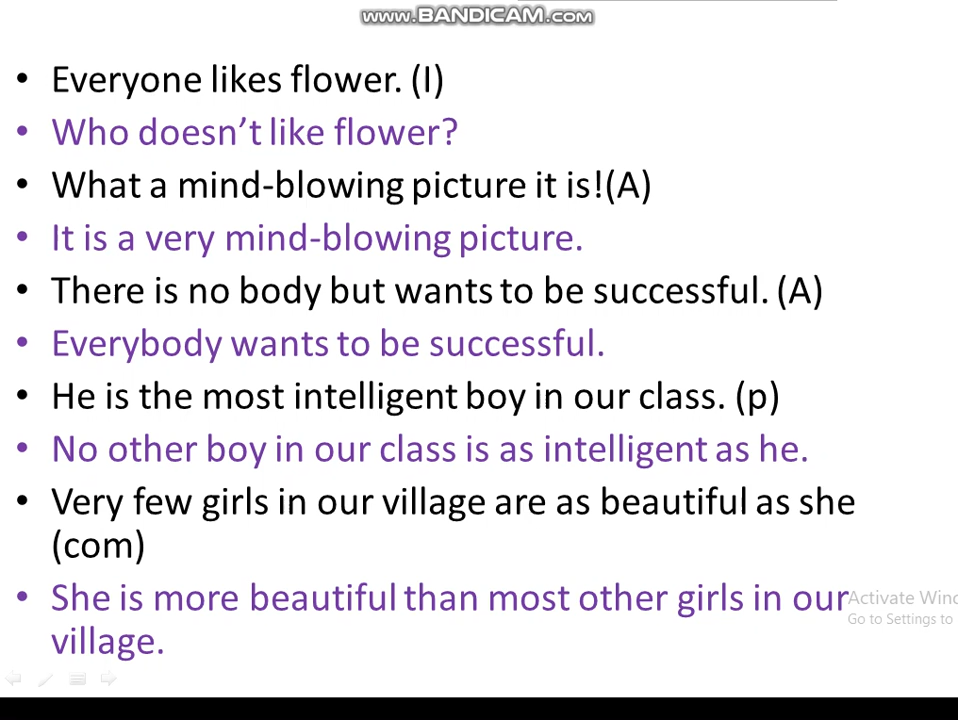 www.BANDICAM.com
• Everyone likes flower. (I)
• Who doesn’t like flower?
• What a mind-blowing picture it is!(A)
• It is a very mind-blowing picture.
• There is no body but wants to be successful. (A)
• Everybody wants to be successful.
• He is the most intelligent boy in our class. (p)
• No other boy in our class is as intelligent as he.
• Very few girls in our village are as beautiful as she
(com)
• She is more beautiful than most other girls in our
village.
Activate Winc
Go to Settings to